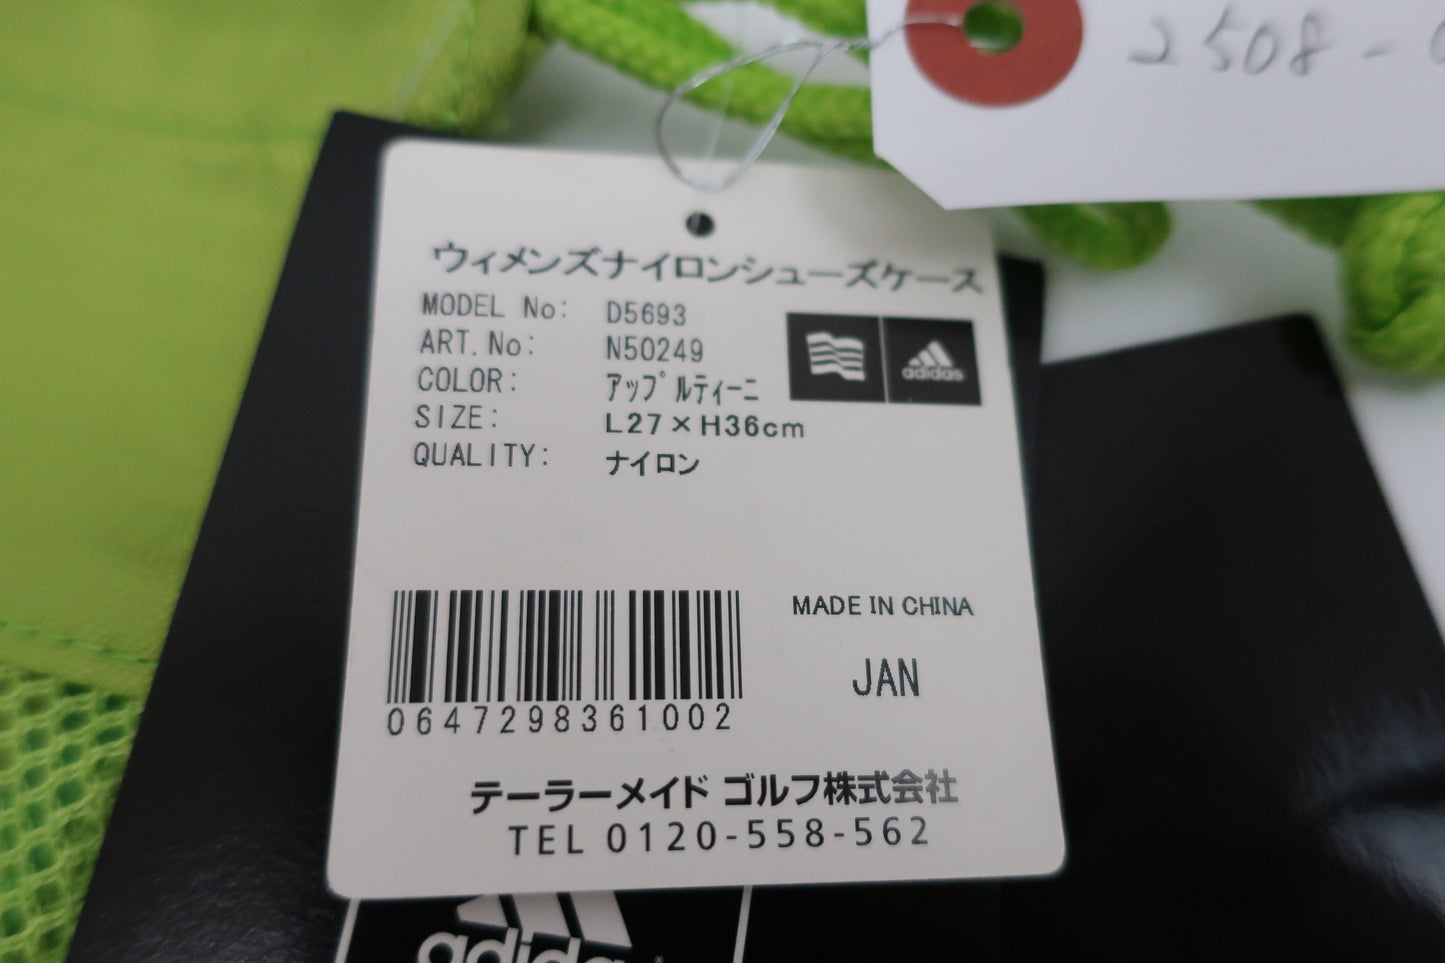 2508-
ウィメンズナイロンシューズケース
MODEL No: D5693
ART.No: N50249
COLOR: アップルティーニ
SIZE: L27×H36cm
QUALITY: ナイロン
adidas
MADE IN CHINA
JAN
0647298361002
テーラーメイド ゴルフ株式会社
TEL 0120-558-562
adidas